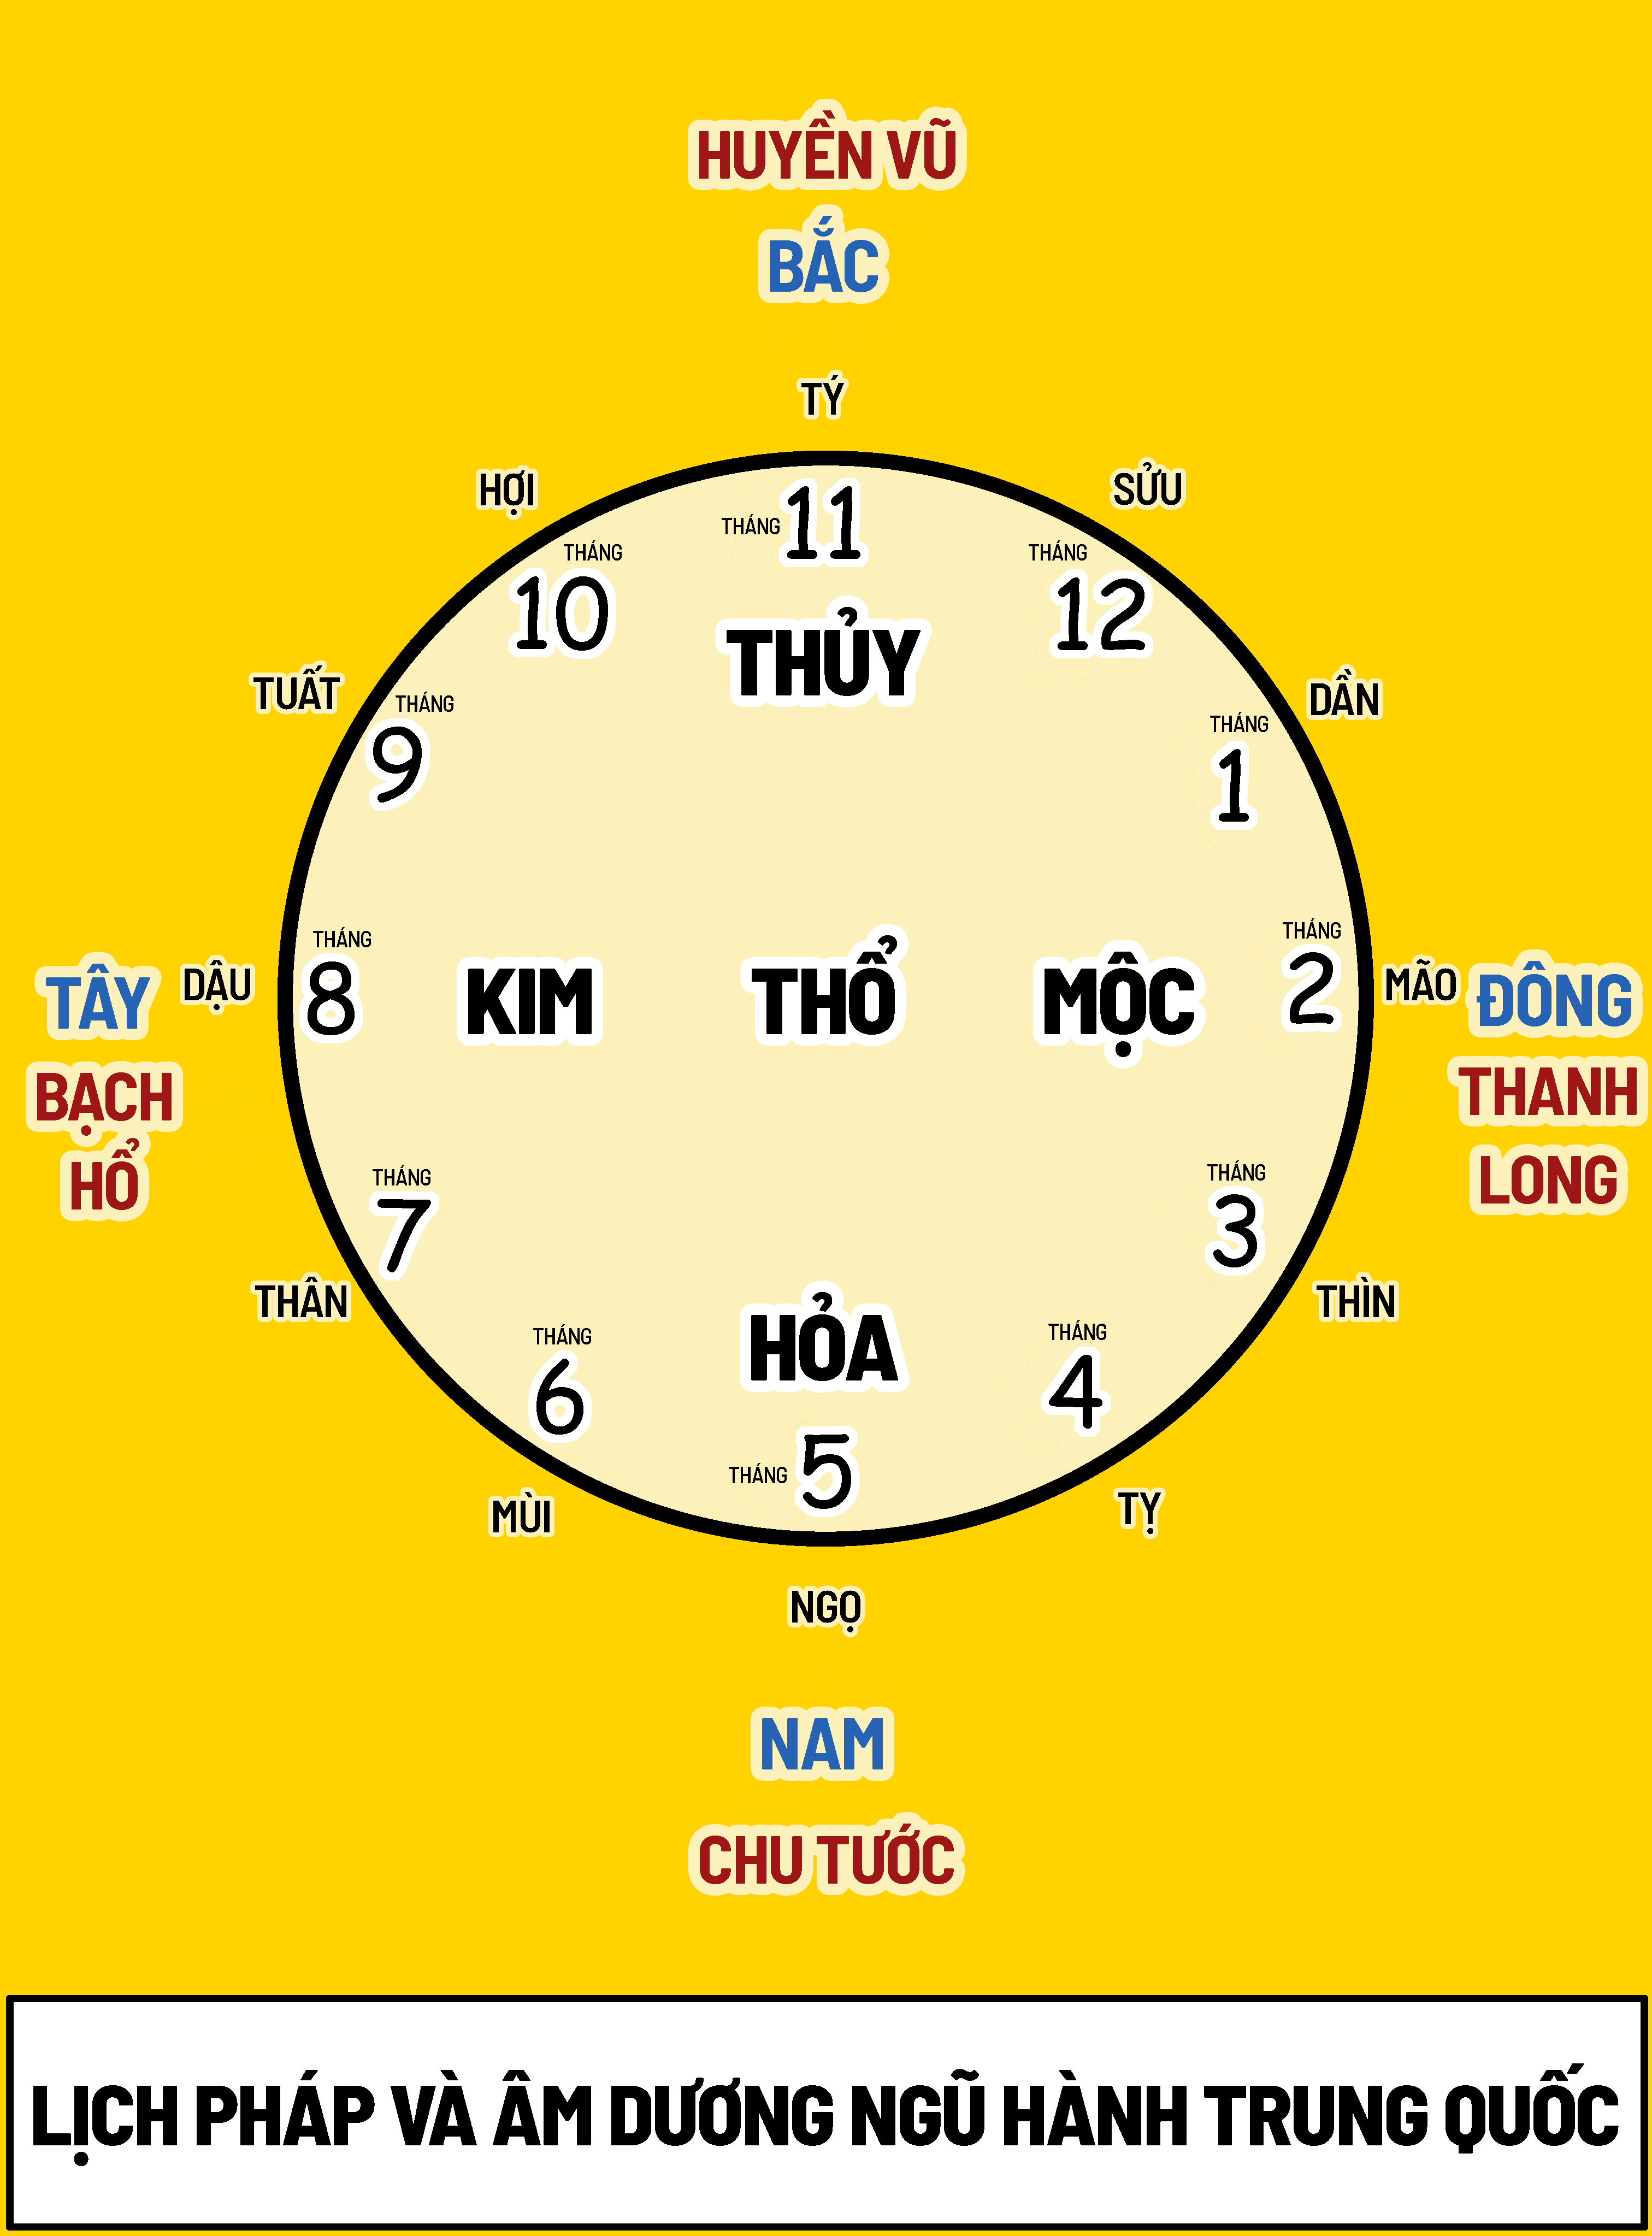 HUYỀN VŨ
BẮC
TÝ
HỢI
SỬU
THÁNG
11
THÁNG
10
THÁNG
12
THỦY
TUẤT
DẦN
THÁNG
9
THÁNG
1
TÂY
BẠCH
HỔ
DẬU
THÁNG
8
KIM
THỔ
MỘC
THÁNG
2
MÃO
ĐÔNG
THANH
LONG
THÁNG
7
THÁNG
3
THÂN
THÌN
HỎA
THÁNG
6
THÁNG
5
THÁNG
4
MÙI
TỴ
NGỌ
NAM
CHU TƯỚC
LỊCH PHÁP VÀ ÂM DƯƠNG NGŨ HÀNH TRUNG QUỐC